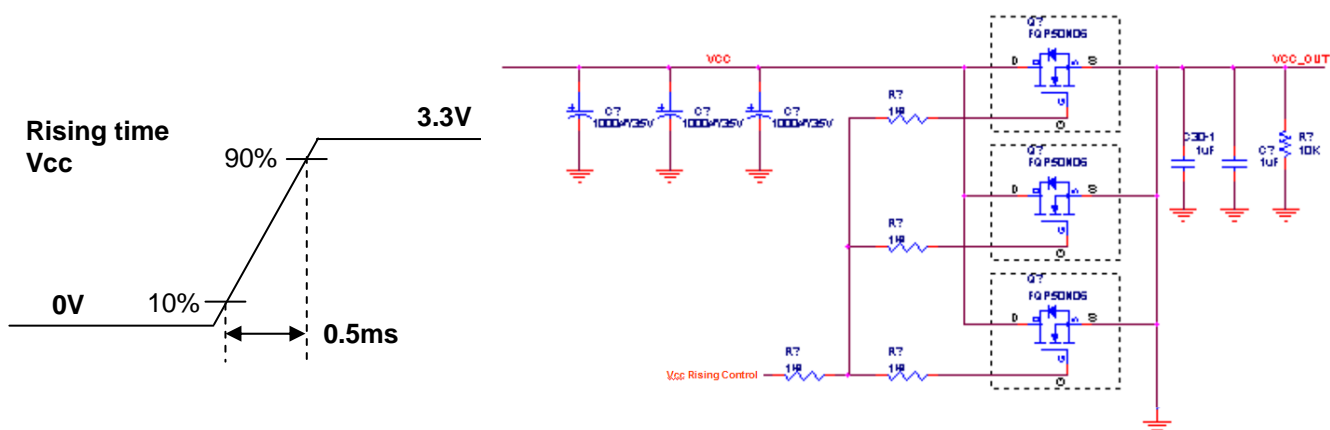 Rising time
Vcc
3.3V
90%
10%
0V
0.5ms
VCC
C?
1000uF/35V
C?
1000uF/35V
C?
1000uF/35V
R?
1K
R?
1K
R?
1K
R?
1K
Vcc Rising Control
Q?
FQP50N06
D
S
G
Q?
FQP50N06
D
S
G
Q?
FQP50N06
D
S
G
VCC_OUT
C30-1
1uF
C?
1uF
R?
10K